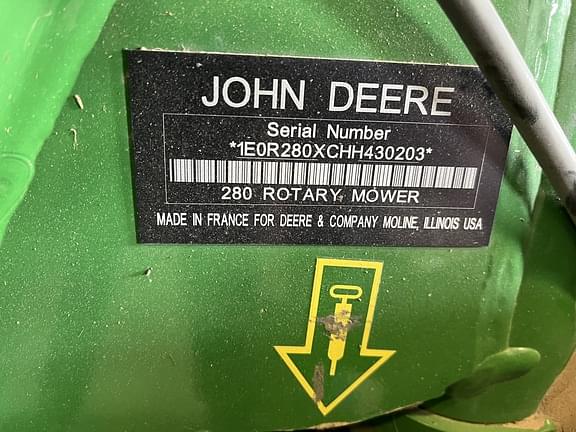 JOHN DEERE
Serial Number
*1E0R280XCHH430203*
280 ROTARY MOWER
MADE IN FRANCE FOR DEERE & COMPANY MOLINE, ILLINOIS USA